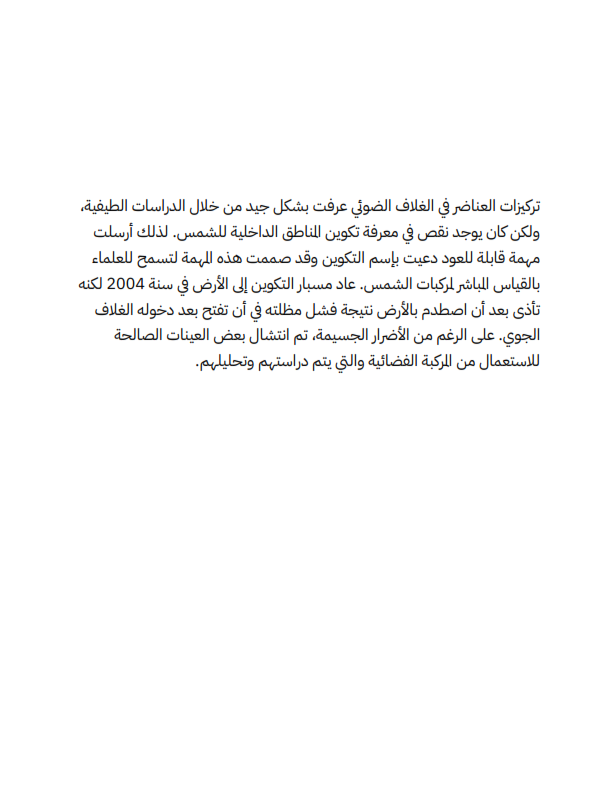 تركيزات العناضر في الغلاف الضوئي عرفت بشكل جيد من خلال الدراسات الطيفية،
ولكن كان يوجد نقص في معرفة تكوين المناطق الداخلية للشمس. لذلك أرسلت
مهمة قابلة للعود دعيت بإسم التكوين وقد صممت هذه المهمة لتسمح للعلماء
بالقياس المباشر لمركبات الشمس. عاد مسبار التكوين إلى الأرض في سنة 2004 لكنه
تأذى بعد أن اصطدم بالأرض نتيجة فشل مظلته في أن تفتح بعد دخوله الغلاف
الجوي. على الرغم من الأضرار الجسيمة، تم انتشال بعض العينات الصالحة
للاستعمال من المركبة الفضائية والتي يتم دراستهم وتحليلهم.